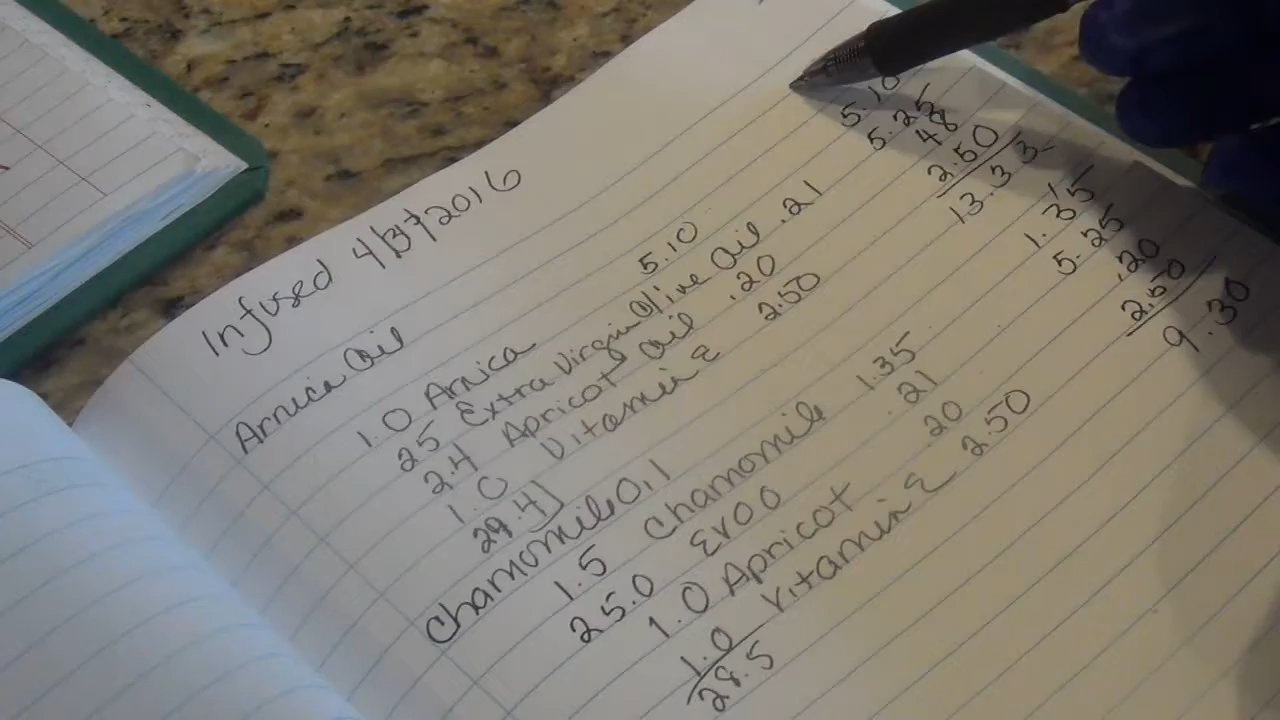 Infused 4/37/2016
Arnica Oil
1.0 Arnica 5.10
25 Extra Virgin Olive Oil .21
2.4 Apricot Oil .20
1.0 Vitamin E 2.50
29.4
Chamomile Oil
1.5 Chamomile 1.35
25.0 EVOO .21
1.0 Apricot 20
1.0 Vitamin E 2.50
28.5
5.10
5.25
48
2.50
13.33
1.35
5.25
.20
2.50
9.30